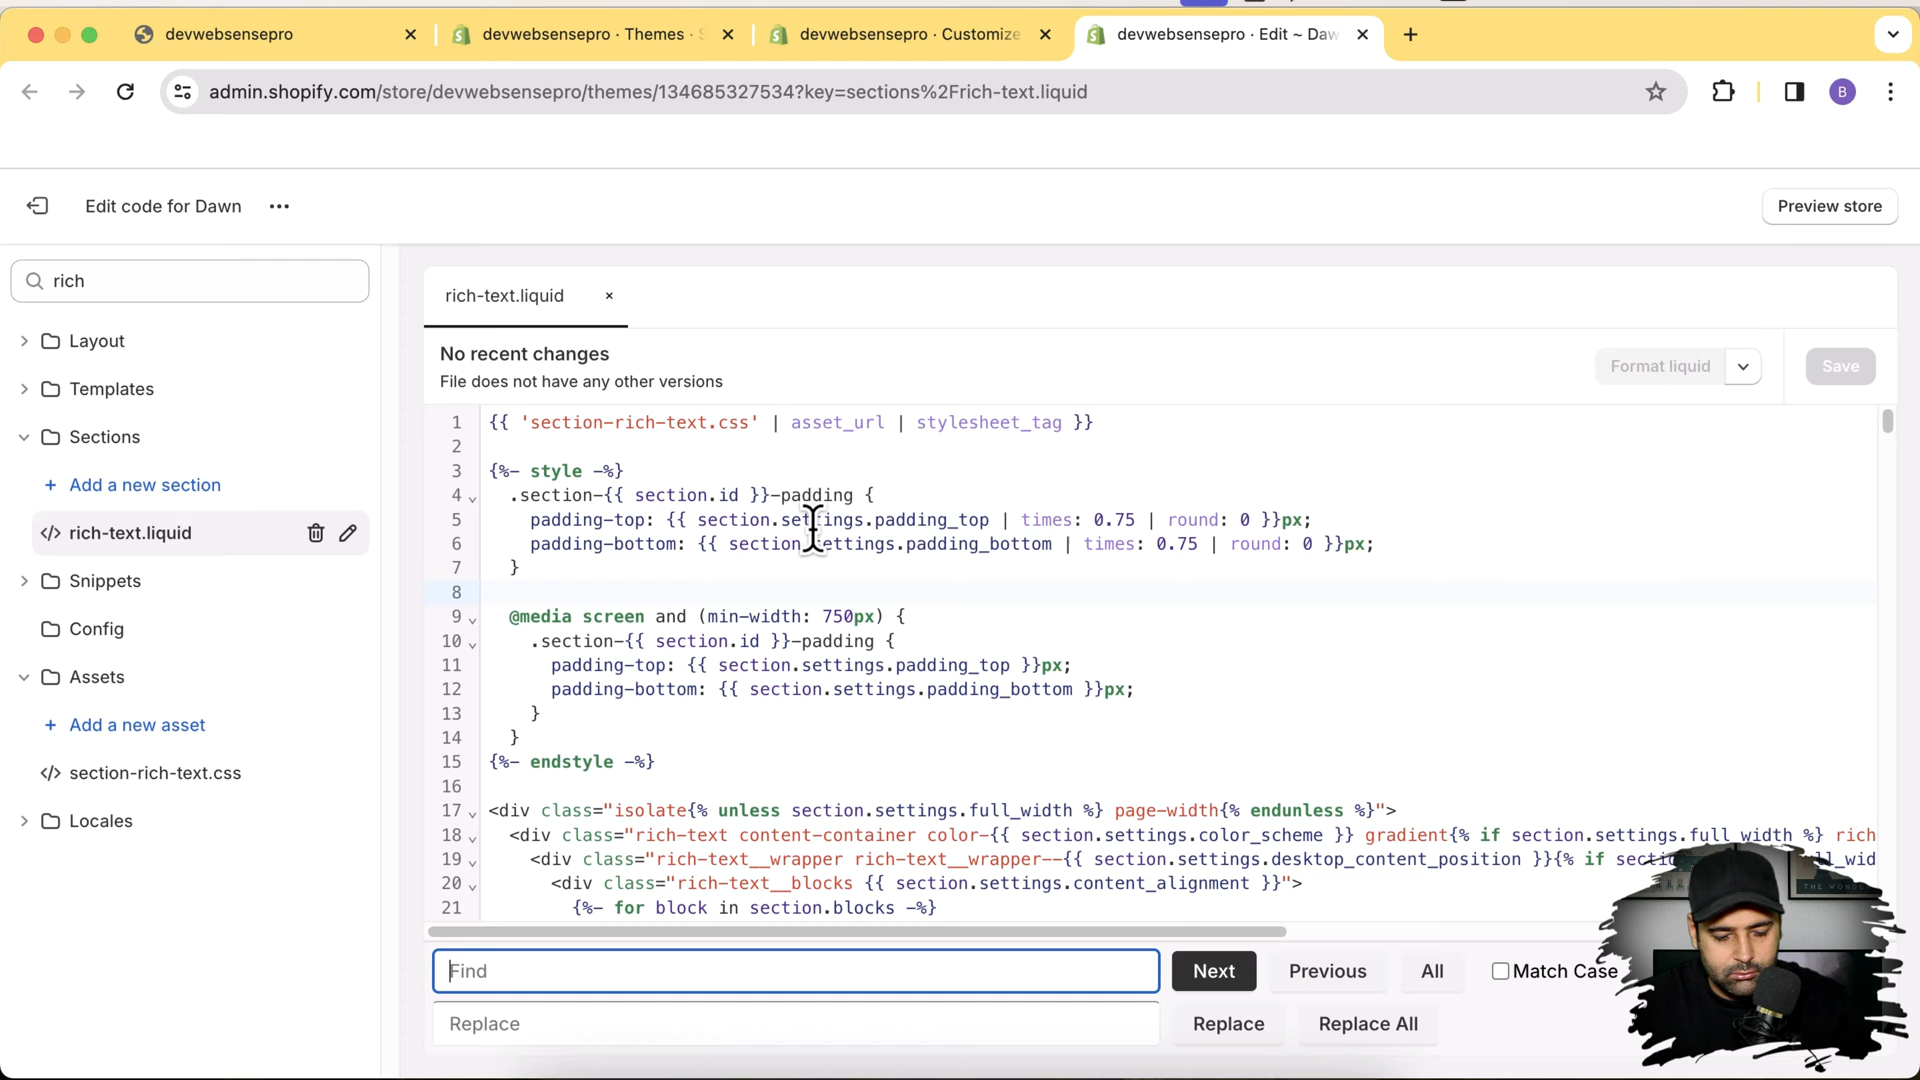 devwebsensepro
devwebsensepro · Themes · S
devwebsensepro · Customize
devwebsensepro · Edit ~ Daw
admin.shopify.com/store/devwebsensepro/themes/134685327534?key=sections%2Frich-text.liquid
B
Edit code for Dawn
Preview store
rich
Layout
Templates
Sections
+ Add a new section
</> rich-text.liquid
Snippets
Config
Assets
+ Add a new asset
</> section-rich-text.css
Locales
rich-text.liquid
No recent changes
File does not have any other versions
Format liquid
Save
1 {{ 'section-rich-text.css' | asset_url | stylesheet_tag }}
2
3 {%- style -%}
4 .section-{{ section.id }}-padding {
5 padding-top: {{ section.settings.padding_top | times: 0.75 | round: 0 }}px;
6 padding-bottom: {{ section.settings.padding_bottom | times: 0.75 | round: 0 }}px;
7 }
8
9 @media screen and (min-width: 750px) {
10 .section-{{ section.id }}-padding {
11 padding-top: {{ section.settings.padding_top }}px;
12 padding-bottom: {{ section.settings.padding_bottom }}px;
13 }
14 }
15 {%- endstyle -%}
16
17 <div class="isolate{% unless section.settings.full_width %} page-width{% endunless %}">
18 <div class="rich-text content-container color-{{ section.settings.color_scheme }} gradient{% if section.settings.full_width %} rich
19 <div class="rich-text__wrapper rich-text__wrapper--{{ section.settings.desktop_content_position }}{% if
20 <div class="rich-text__blocks {{ section.settings.content_alignment }}">
21 {%- for block in section.blocks -%}
Find
Next
Previous
All
Match Case
Replace
Replace
Replace All